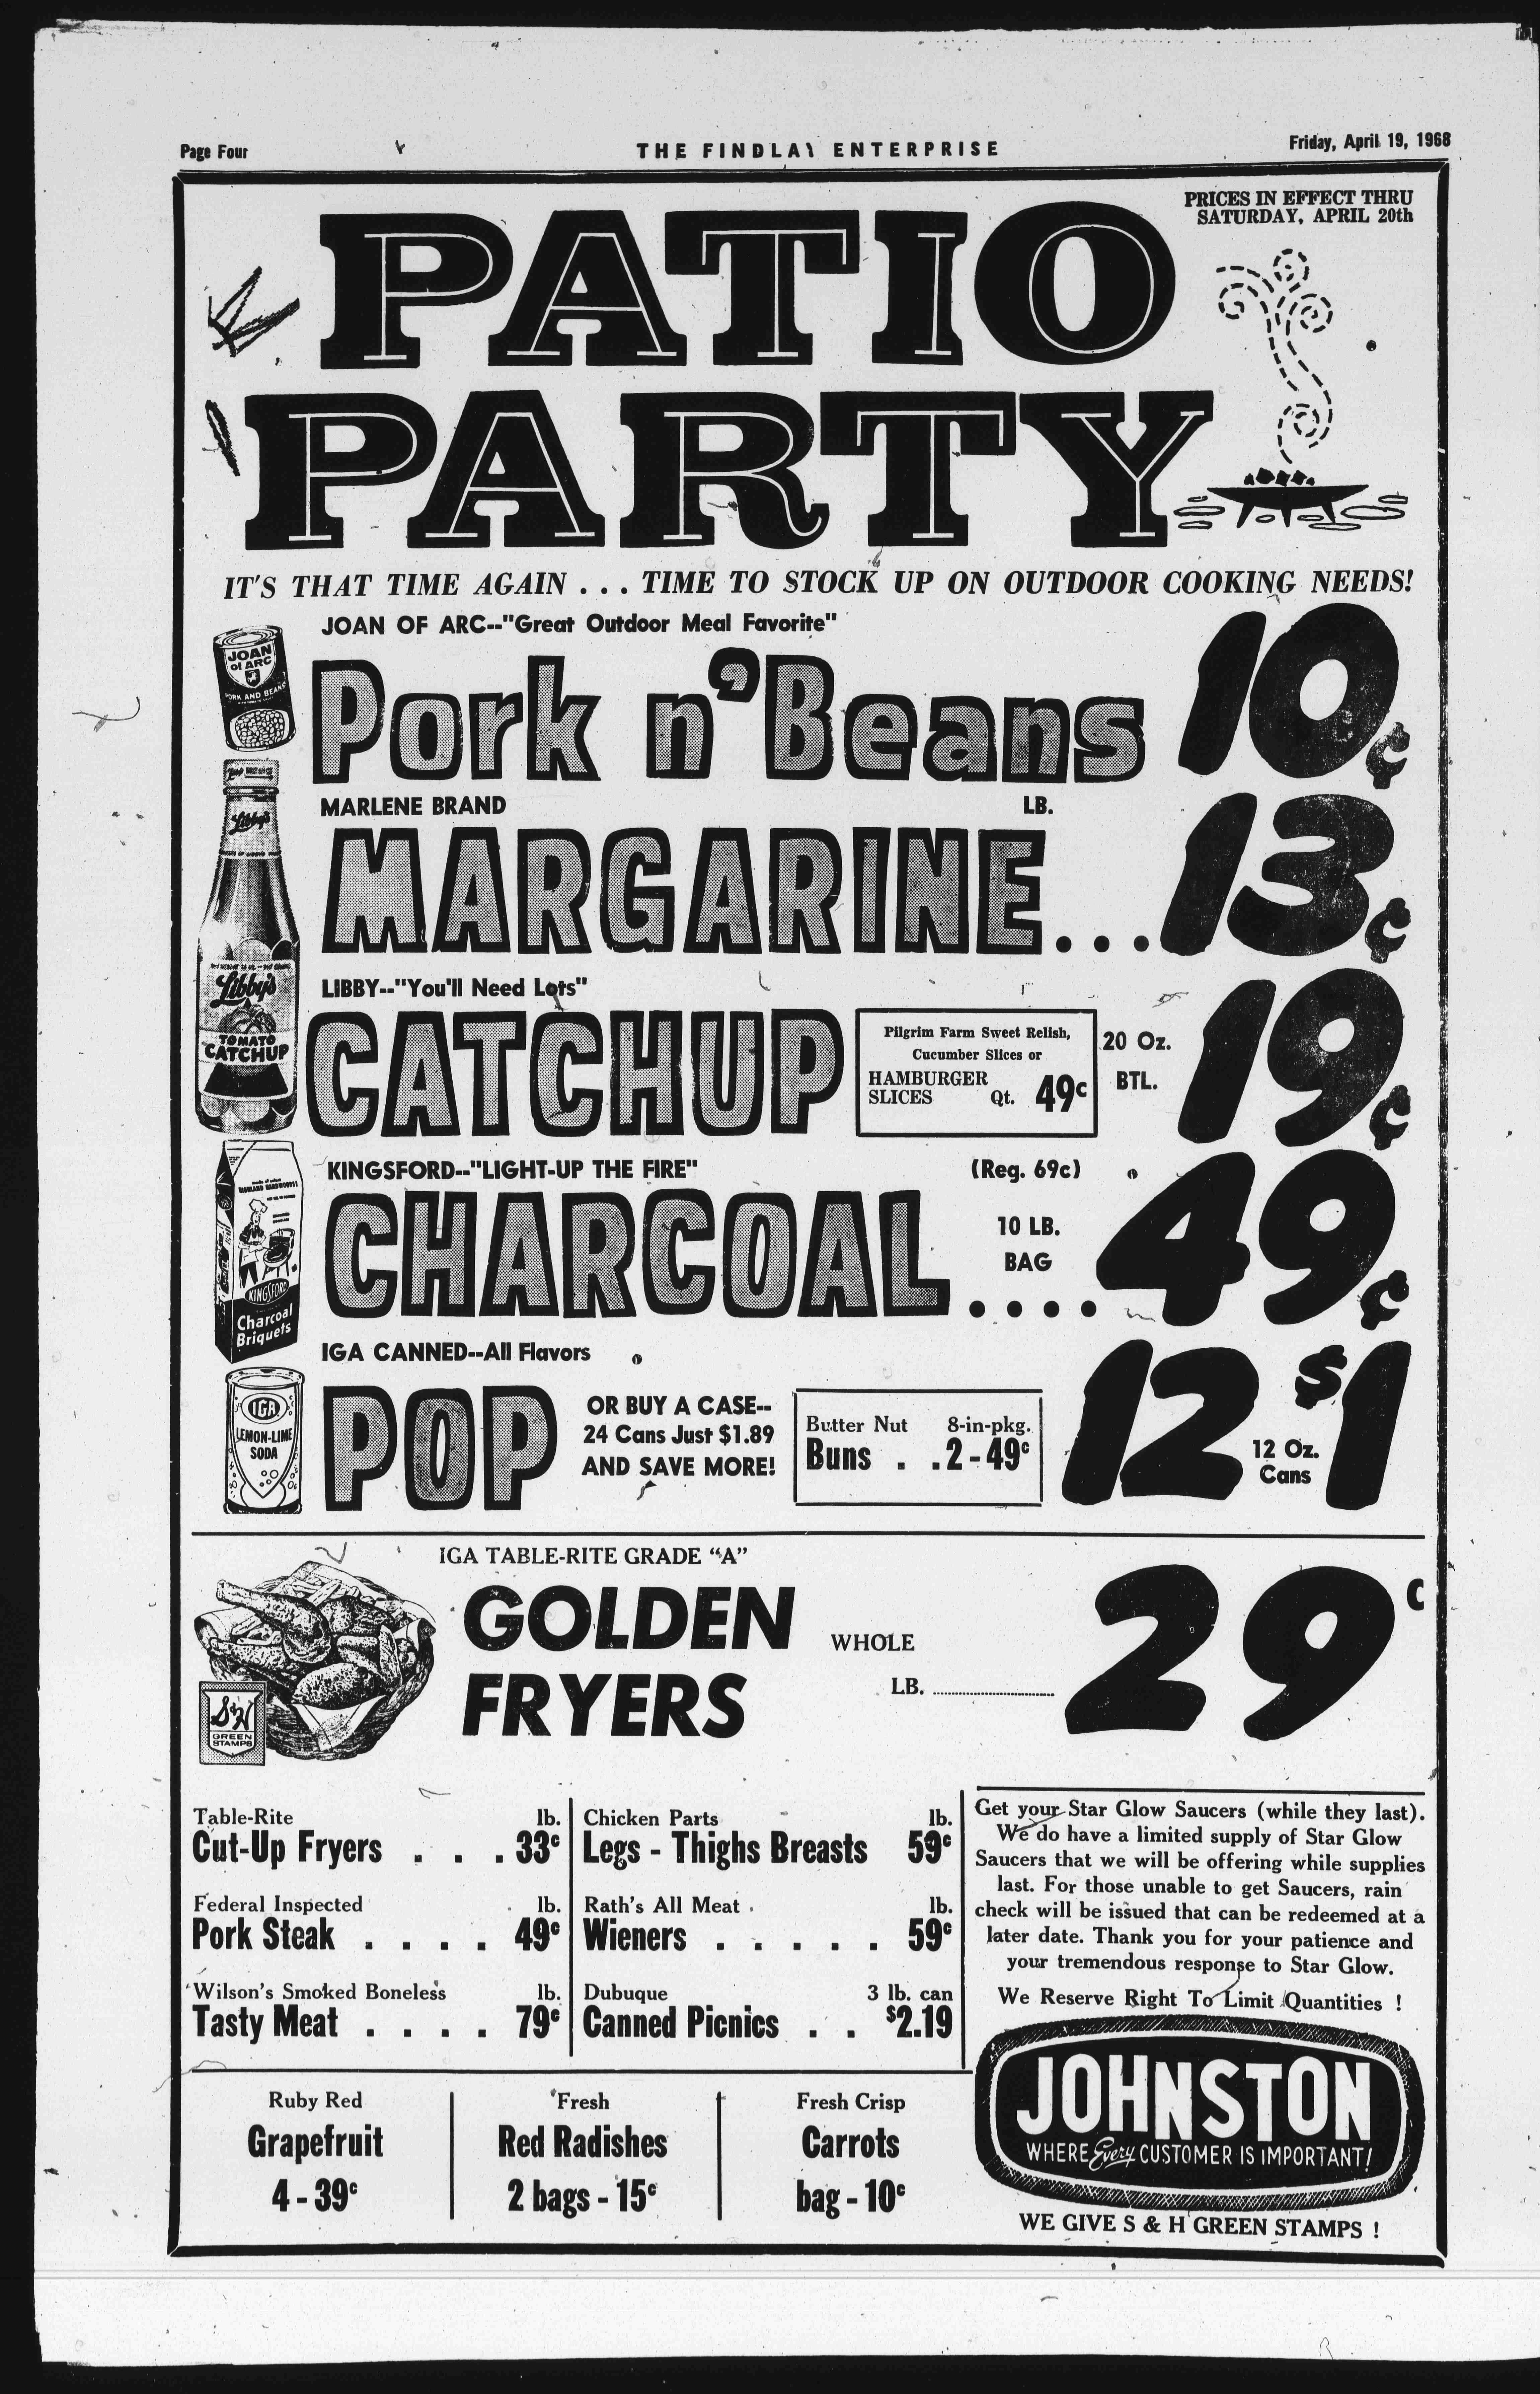 Page Four
THE FINDLAY ENTERPRISE
Friday, April 19, 1968
PRICES IN EFFECT THRU
SATURDAY, APRIL 20th
PATIO
PARTY
IT'S THAT TIME AGAIN . . . TIME TO STOCK UP ON OUTDOOR COOKING NEEDS!
JOAN OF ARC--"Great Outdoor Meal Favorite"
JOAN
of ARC
PORK AND BEANS
Pork n' Beans 10¢
MARLENE BRAND LB.
MARGARINE... 13¢
Libby's
LIBBY--"You'll Need Lots"
Libby's
TOMATO
CATCHUP
CATCHUP
Pilgrim Farm Sweet Relish,
Cucumber Slices or
HAMBURGER
SLICES Qt. 49c
20 Oz.
BTL.
19¢
KINGSFORD--"LIGHT-UP THE FIRE" (Reg. 69c)
KINGSFORD
Charcoal
Briquets
CHARCOAL....
10 LB.
BAG
49¢
IGA CANNED--All Flavors
IGA
LEMON-LIME
SODA
POP
OR BUY A CASE--
24 Cans Just $1.89
AND SAVE MORE!
Butter Nut 8-in-pkg.
Buns . . 2 - 49c
12 $1
12 Oz.
Cans
IGA TABLE-RITE GRADE “A”
GOLDEN
FRYERS
WHOLE
LB. ........................
29c
S&H
GREEN
STAMPS
Table-Rite lb.
Cut-Up Fryers . . . 33c
Federal Inspected lb.
Pork Steak . . . . 49c
Wilson's Smoked Boneless lb.
Tasty Meat . . . . 79c
Chicken Parts lb.
Legs - Thighs Breasts 59c
Rath's All Meat lb.
Wieners . . . . . 59c
Dubuque 3 lb. can
Canned Picnics . . $2.19
Get your Star Glow Saucers (while they last).
We do have a limited supply of Star Glow
Saucers that we will be offering while supplies
last. For those unable to get Saucers, rain
check will be issued that can be redeemed at a
later date. Thank you for your patience and
your tremendous response to Star Glow.
We Reserve Right To Limit Quantities !
Ruby Red
Grapefruit
4 - 39c
Fresh
Red Radishes
2 bags - 15c
Fresh Crisp
Carrots
bag - 10c
JOHNSTON
WHERE Every CUSTOMER IS IMPORTANT!
WE GIVE S & H GREEN STAMPS !